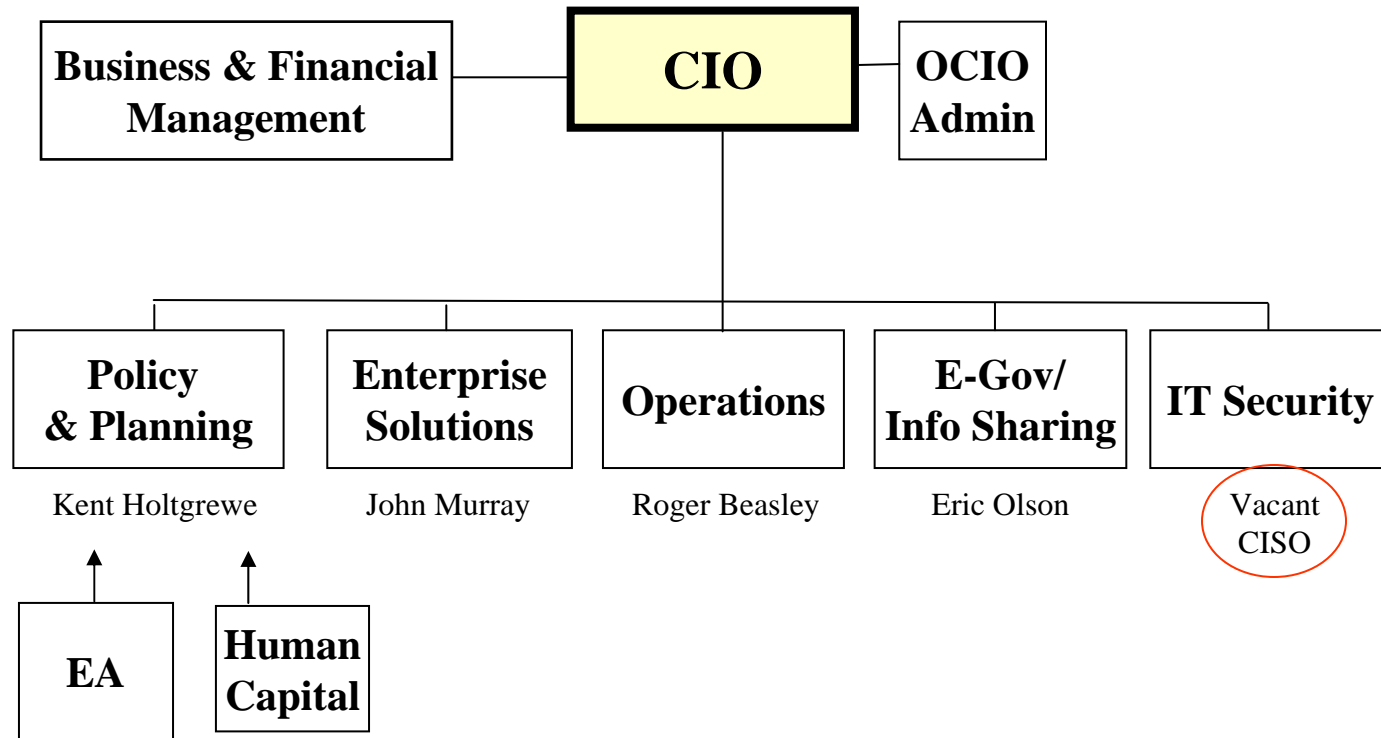 Business & Financial
Management
CIO
OCIO
Admin
Policy
& Planning
Enterprise
Solutions
Operations
E-Gov/
Info Sharing
IT Security
Kent Holtgrewe
John Murray
Roger Beasley
Eric Olson
Vacant
CISO
EA
Human
Capital